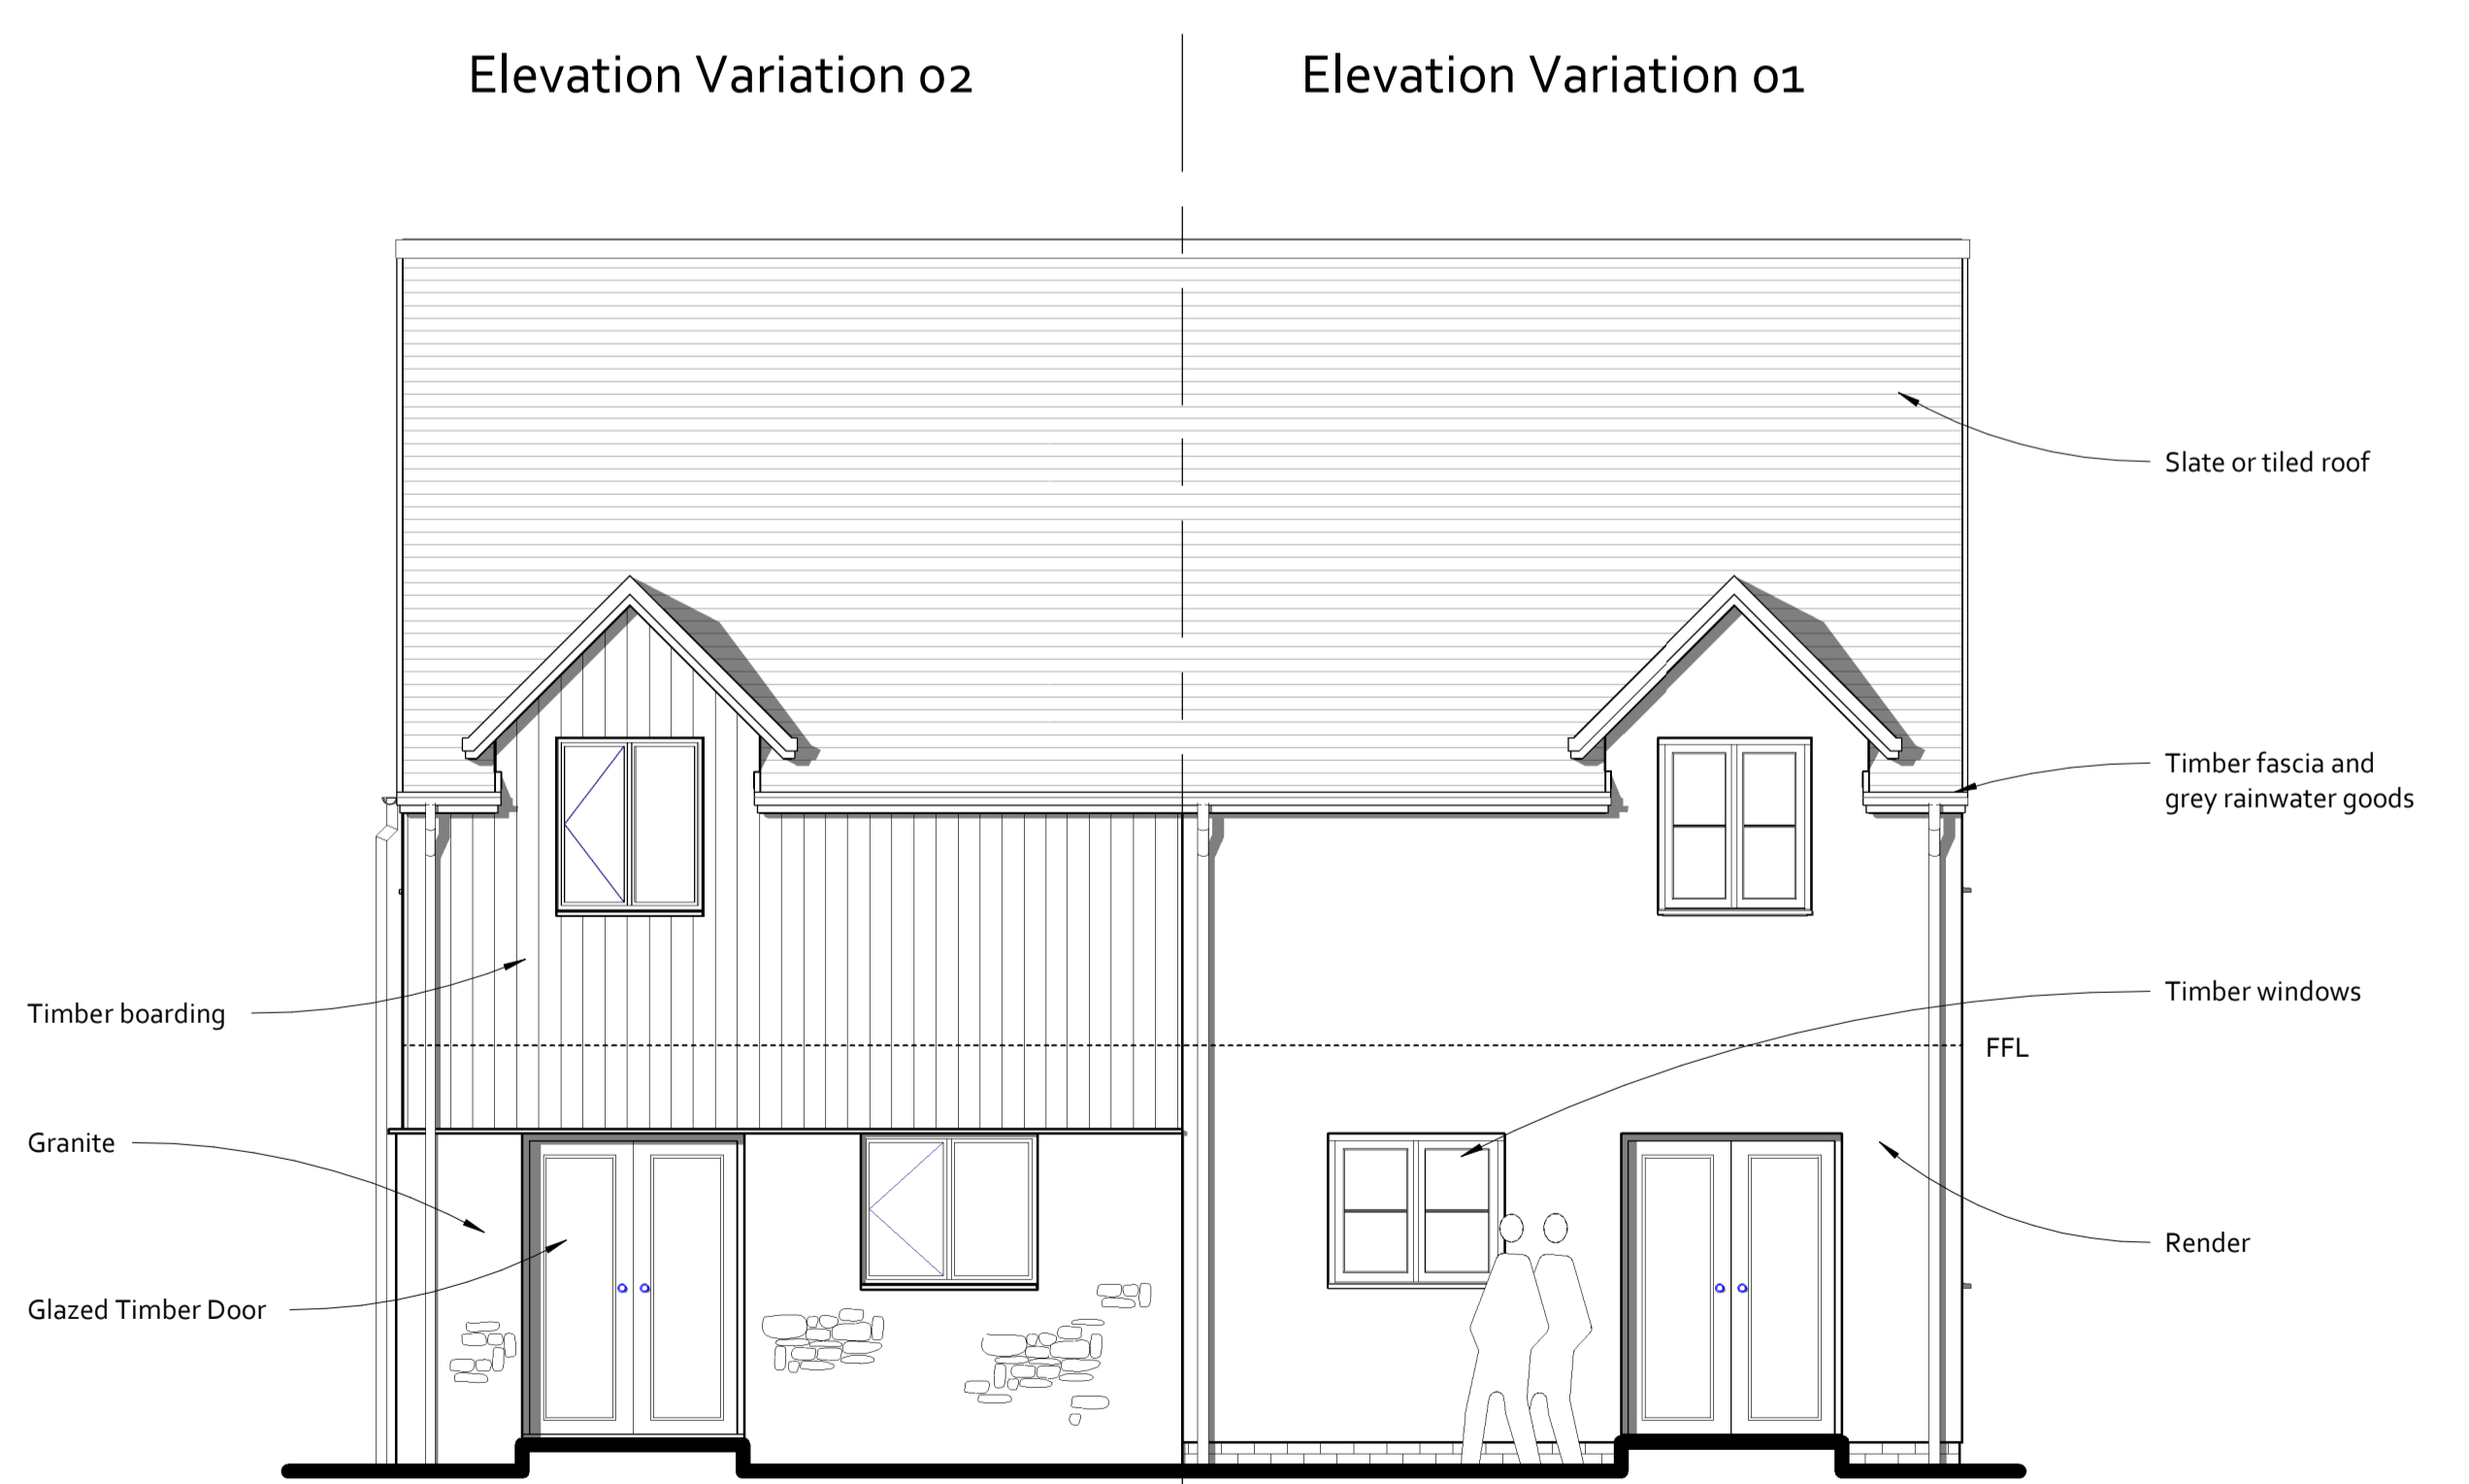 Elevation Variation 02
Elevation Variation 01
Slate or tiled roof
Timber fascia and
grey rainwater goods
Timber windows
Timber boarding
FFL
Granite
Render
Glazed Timber Door